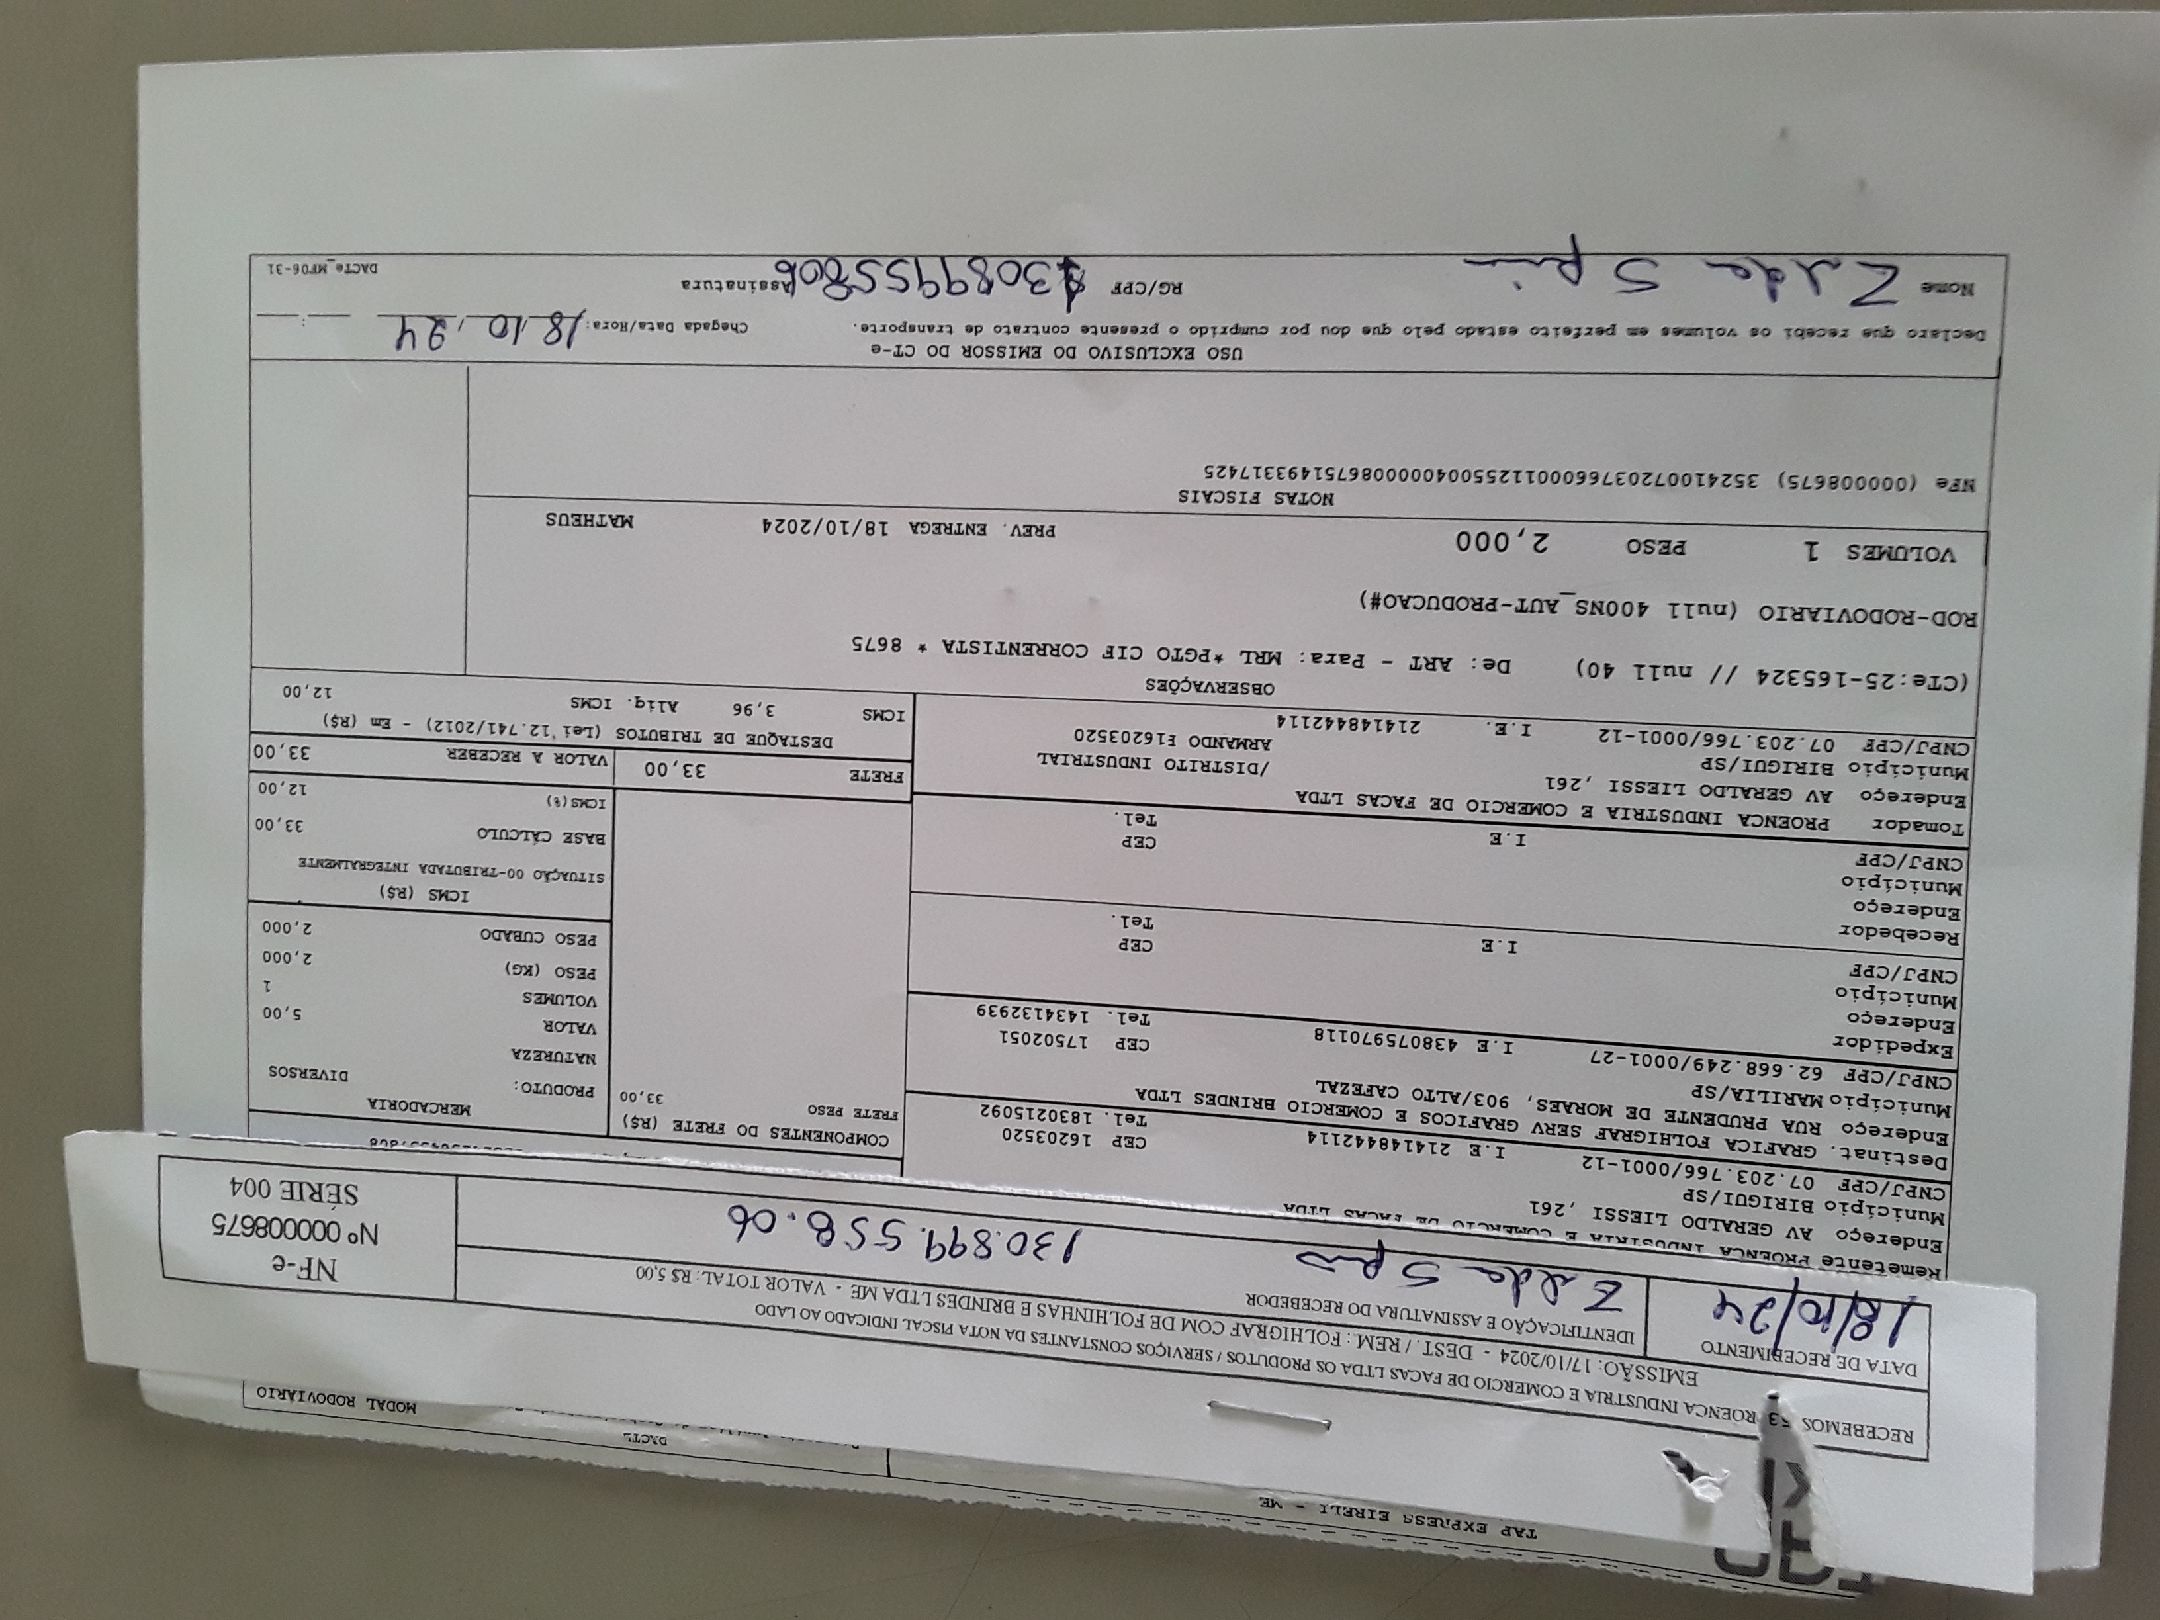 TAP EXPRESS EIRELI - ME
MODAL RODOVIÁRIO
RECEBEMOS ROENCA INDUSTRIA E COMERCIO DE FACAS LTDA OS PRODUTOS / SERVIÇOS CONSTANTES DA NOTA FISCAL INDICADO AO LADO
EMISSÃO: 17/10/2024 - DEST. / REM.: FOLHIGRAF COM DE FOLHINHAS E BRINDES LTDA ME - VALOR TOTAL: R$ 5,00
DATA DE RECEBIMENTO
18/10/24
IDENTIFICAÇÃO E ASSINATURA DO RECEBEDOR
130.899.558.06
NF-e
Nº 000008675
SÉRIE 004
Remetente PROENCA INDUSTRIA E COMERCIO DE FACAS LTDA
Endereço AV GERALDO LIESSI ,261
Município BIRIGUI/SP CEP 16203520
CNPJ/CPF 07.203.766/0001-12 I.E 214148442114 Tel. 1830215092
Destinat. GRAFICA FOLHIGRAF SERV GRAFICOS E COMERCIO BRINDES LTDA
Endereço RUA PRUDENTE DE MORAES, 903/ALTO CAFEZAL
Município MARILIA/SP CEP 17502051
CNPJ/CPF 62.668.249/0001-27 I.E 438075970118 Tel. 1434132939
Expedidor
Endereço
Município CEP
CNPJ/CPF I.E Tel.
Recebedor
Endereço
Município CEP
CNPJ/CPF I.E Tel.
Tomador PROENCA INDUSTRIA E COMERCIO DE FACAS LTDA
Endereço AV GERALDO LIESSI ,261 /DISTRITO INDUSTRIAL
Município BIRIGUI/SP ARMANDO E16203520
CNPJ/CPF 07.203.766/0001-12 I.E. 214148442114
COMPONENTES DO FRETE (R$)
FRETE PESO 33,00
FRETE 33,00
MERCADORIA
PRODUTO: DIVERSOS
NATUREZA
VALOR 5,00
VOLUMES 1
PESO (KG) 2,000
PESO CUBADO 2,000
ICMS (R$)
SITUAÇÃO 00-TRIBUTADA INTEGRALMENTE
BASE CÁLCULO 33,00
ICMS(%) 12,00
VALOR A RECEBER 33,00
DESTAQUE DE TRIBUTOS (Lei 12.741/2012) - Em (R$)
ICMS 3,96 Aliq. ICMS 12,00
OBSERVAÇÕES
(CTe:25-165324 // null 40) De: ART - Para: MRL *PGTO CIF CORRENTISTA * 8675
ROD-RODOVIARIO (null 400NS_AUT-PRODUCAO#)
VOLUMES 1 PESO 2,000 PREV. ENTREGA 18/10/2024 MATHEUS
NOTAS FISCAIS
NFe (000008675) 35241007203766000112550040000086751493317425
USO EXCLUSIVO DO EMISSOR DO CT-e
Declaro que recebi os volumes em perfeito estado pelo que dou por cumprido o presente contrato de transporte. Chegada Data/Hora: 18.10.24
Nome RG/CPF 13089955806 Assinatura
DACTe_MF06-31